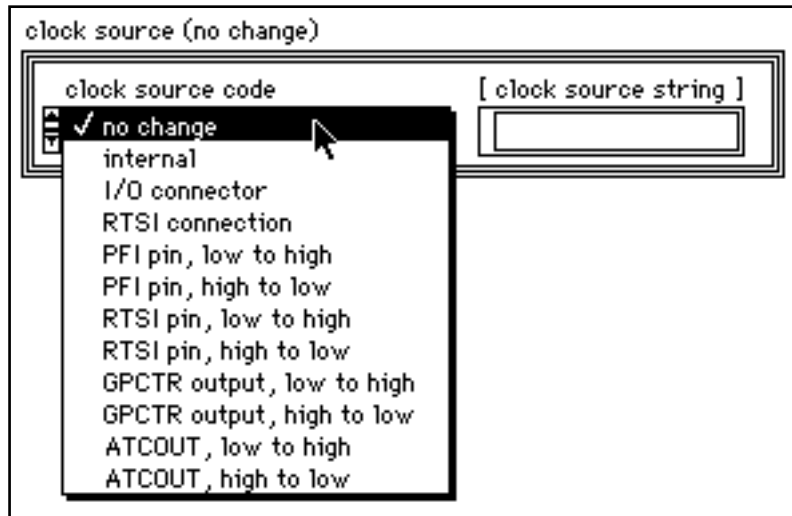 clock source (no change)
clock source code [ clock source string ]
✓ no change
internal
I/O connector
RTSI connection
PFI pin, low to high
PFI pin, high to low
RTSI pin, low to high
RTSI pin, high to low
GPCTR output, low to high
GPCTR output, high to low
ATCOUT, low to high
ATCOUT, high to low